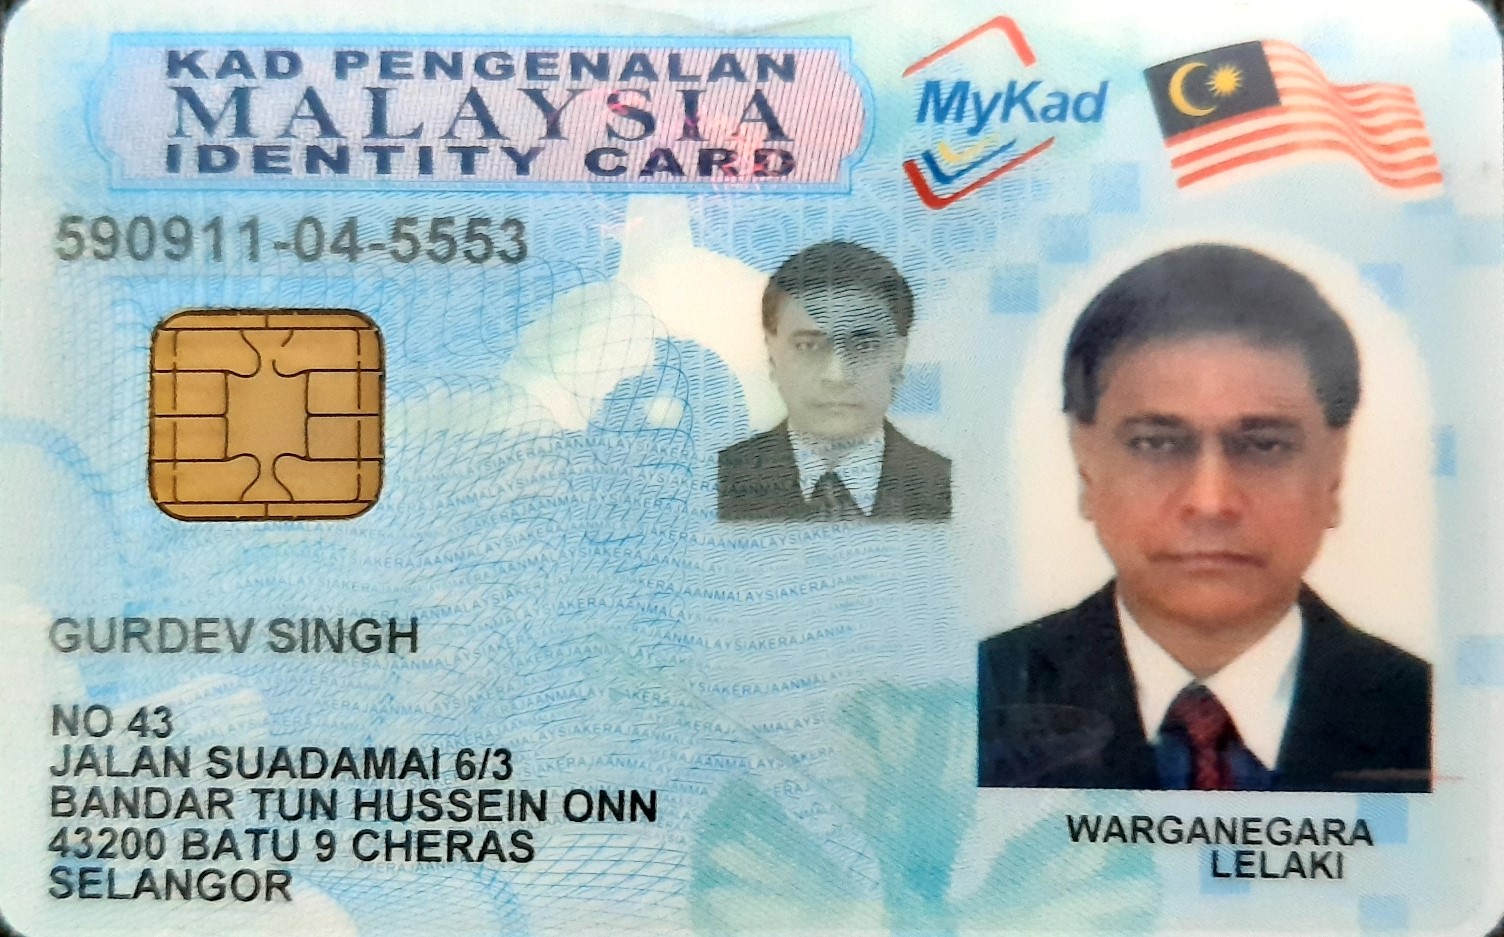 KAD PENGENALAN
MALAYSIA
IDENTITY CARD
MyKad
590911-04-5553
GURDEV SINGH
NO 43
JALAN SUADAMAI 6/3
BANDAR TUN HUSSEIN ONN
43200 BATU 9 CHERAS
SELANGOR
WARGANEGARA
LELAKI